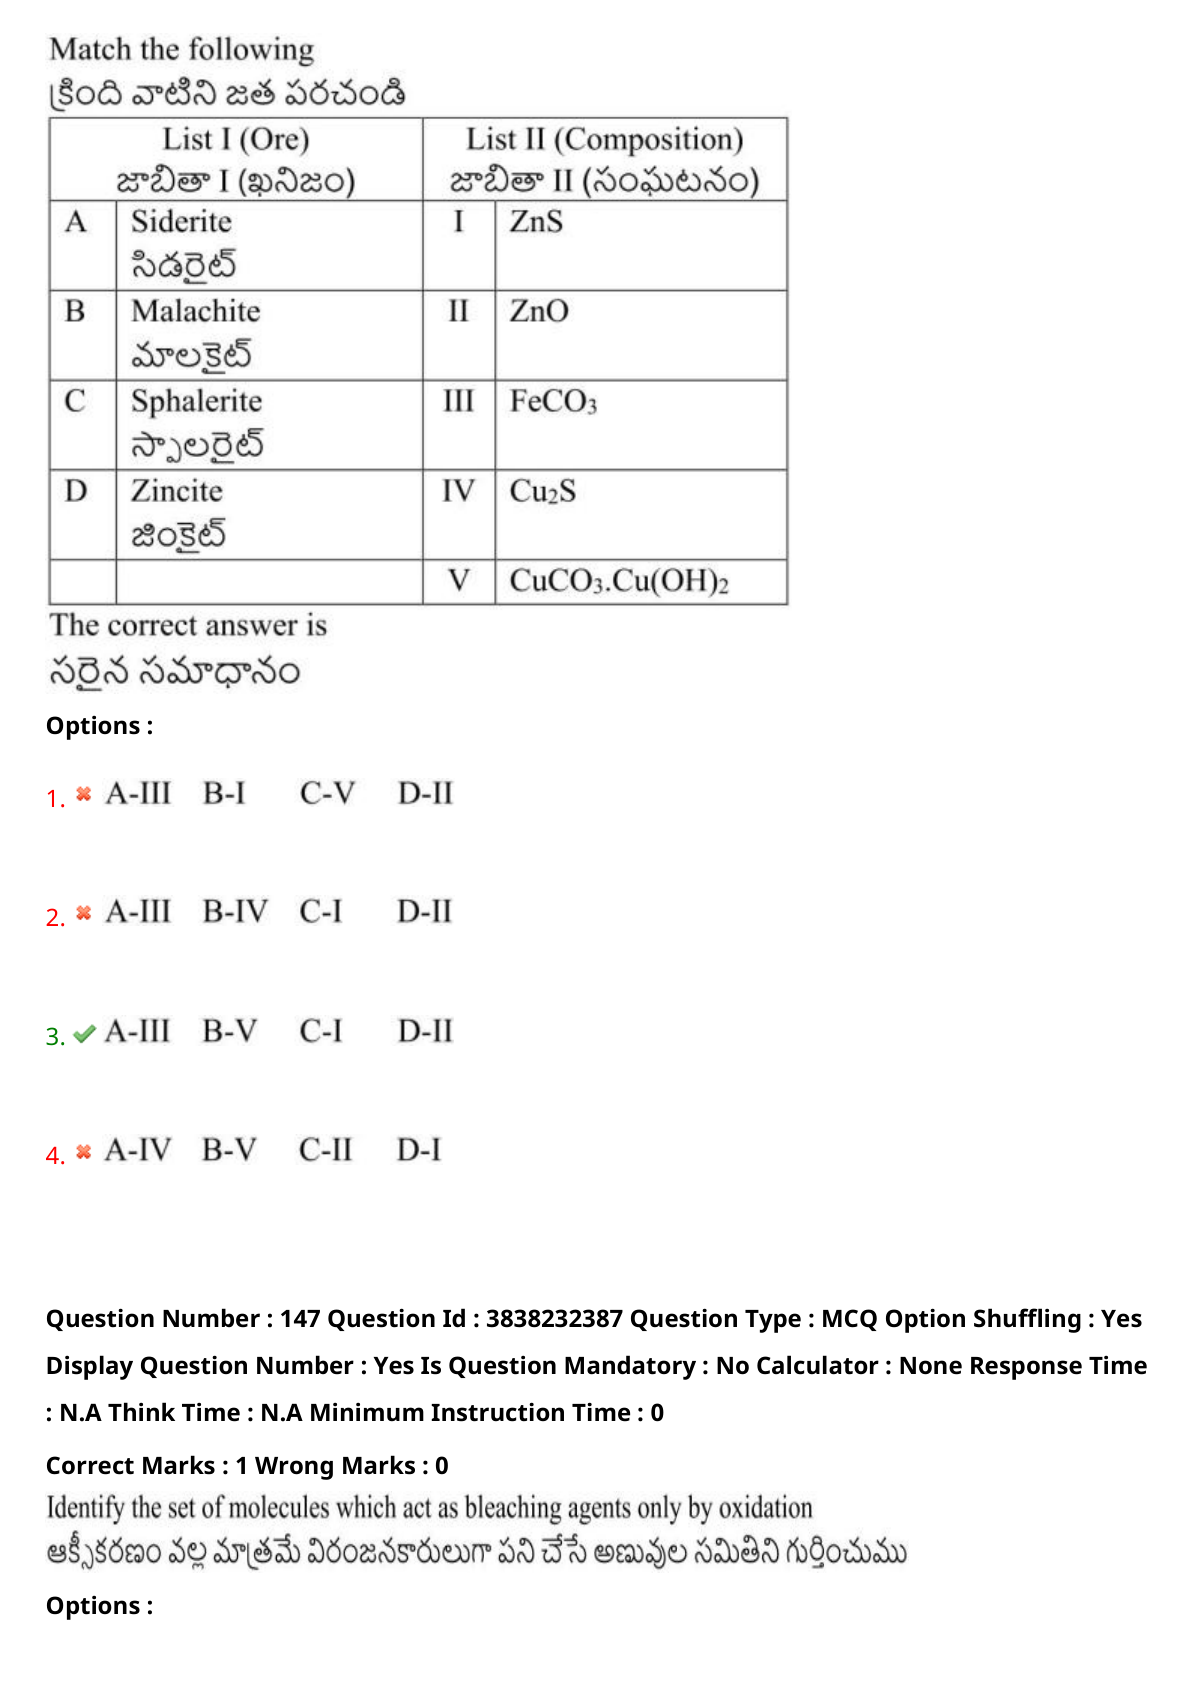 Match the following
క్రింది వాటిని జత పరచండి
List I (Ore) List II (Composition)
జాబితా I (ఖనిజం) జాబితా II (సంఘటనం)
A Siderite I ZnS
సిడరైట్
B Malachite II ZnO
మాలకైట్
C Sphalerite III FeCO₃
స్పాలరైట్
D Zincite IV Cu₂S
జింకైట్
V CuCO₃.Cu(OH)₂
The correct answer is
సరైన సమాధానం
Options :
1. A-III B-I C-V D-II
2. A-III B-IV C-I D-II
3. A-III B-V C-I D-II
4. A-IV B-V C-II D-I
Question Number : 147 Question Id : 3838232387 Question Type : MCQ Option Shuffling : Yes
Display Question Number : Yes Is Question Mandatory : No Calculator : None Response Time
: N.A Think Time : N.A Minimum Instruction Time : 0
Correct Marks : 1 Wrong Marks : 0
Identify the set of molecules which act as bleaching agents only by oxidation
ఆక్సీకరణం వల్ల మాత్రమే విరంజనకారులుగా పని చేసే అణువుల సమితిని గుర్తించుము
Options :